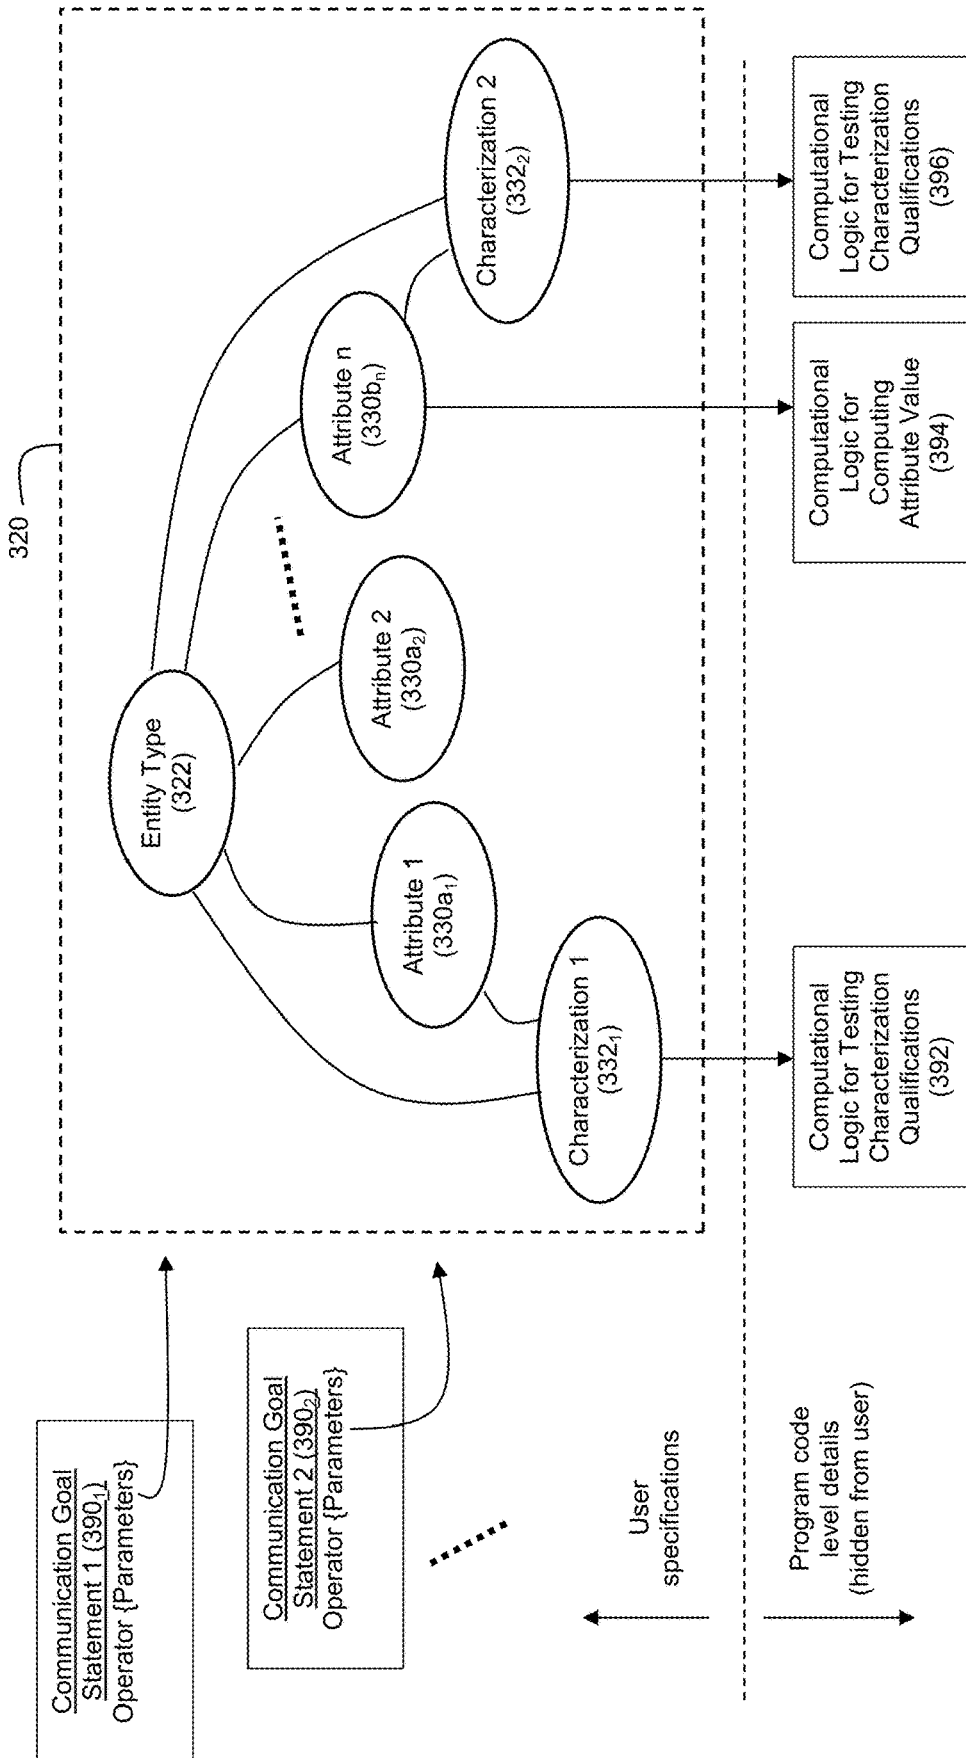 320
Communication Goal
Statement 1 (390₁)
Operator {Parameters}
Communication Goal
Statement 2 (390₂)
Operator {Parameters}
Entity Type
(322)
Attribute 1
(330a₁)
Attribute 2
(330a₂)
Attribute n
(330bₙ)
Characterization 1
(332₁)
Characterization 2
(332₂)
User
specifications
Program code
level details
(hidden from user)
Computational
Logic for Testing
Characterization
Qualifications
(392)
Computational
Logic for
Computing
Attribute Value
(394)
Computational
Logic for Testing
Characterization
Qualifications
(396)